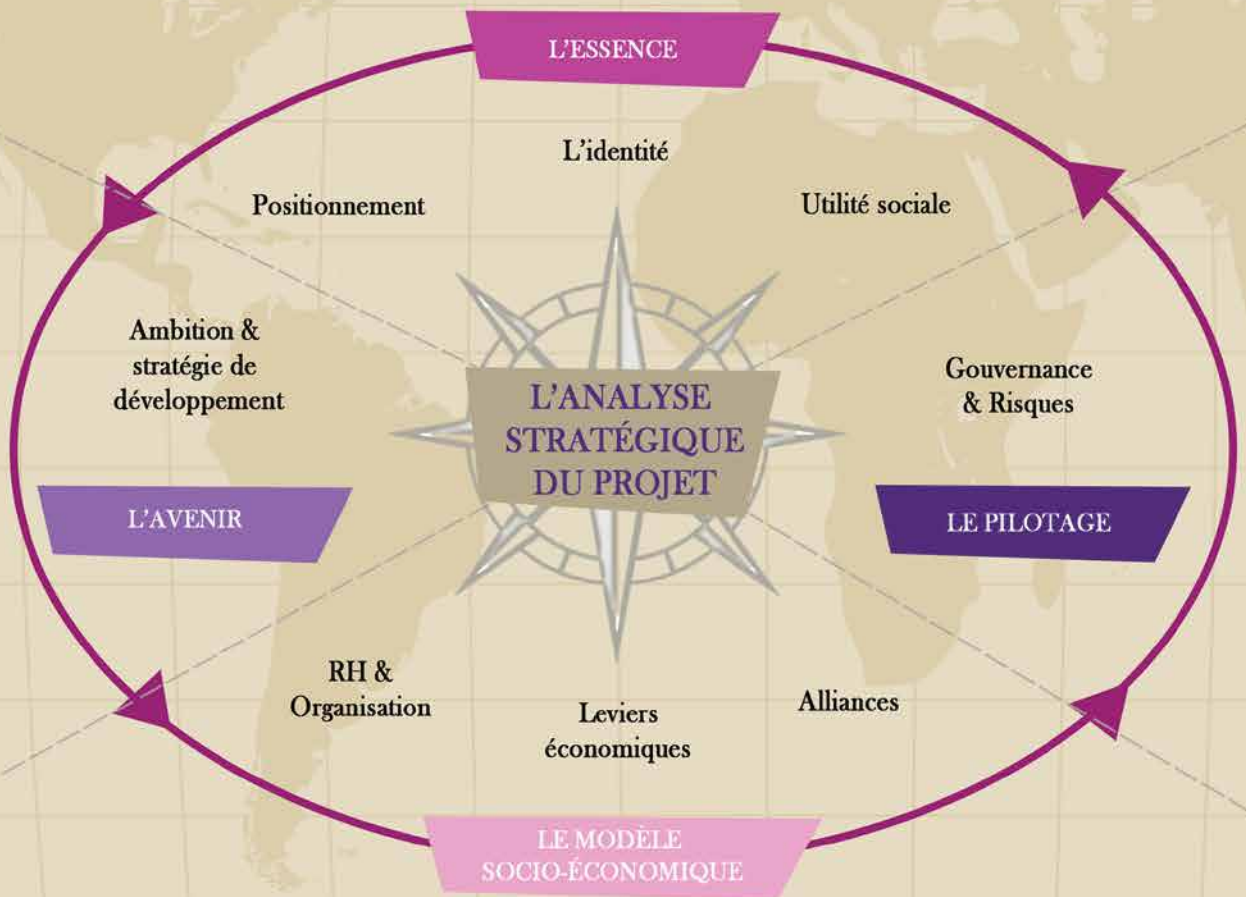 L'ESSENCE
L'identité
Positionnement
Utilité sociale
Ambition &
stratégie de
développement
L'ANALYSE
STRATÉGIQUE
DU PROJET
Gouvernance
& Risques
L'AVENIR
LE PILOTAGE
RH &
Organisation
Leviers
économiques
Alliances
LE MODÈLE
SOCIO-ÉCONOMIQUE